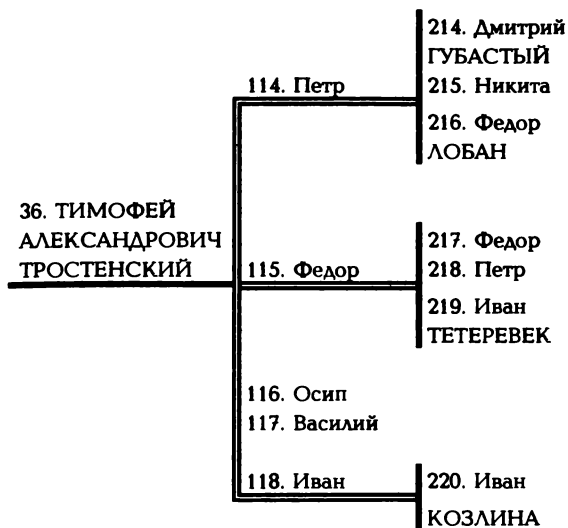 36. ТИМОФЕЙ
АЛЕКСАНДРОВИЧ
ТРОСТЕНСКИЙ
114. Петр
214. Дмитрий
ГУБАСТЫЙ
215. Никита
216. Федор
ЛОБАН
115. Федор
217. Федор
218. Петр
219. Иван
ТЕТЕРЕВЕК
116. Осип
117. Василий
118. Иван
220. Иван
КОЗЛИНА